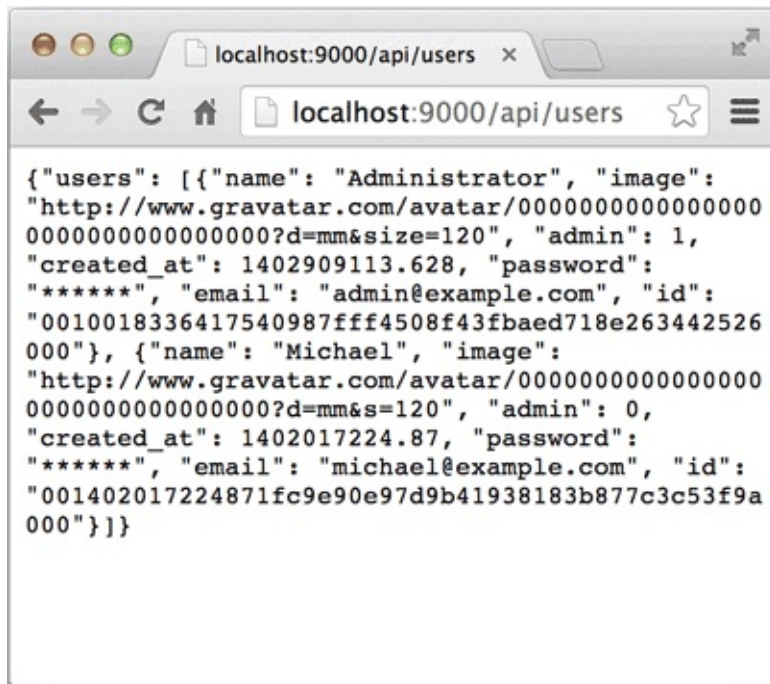 localhost:9000/api/users
localhost:9000/api/users
{"users": [{"name": "Administrator", "image":
"http://www.gravatar.com/avatar/0000000000000000
0000000000000000?d=mm&size=120", "admin": 1,
"created_at": 1402909113.628, "password":
"******", "email": "admin@example.com", "id":
"0010018336417540987fff4508f43fbaed718e263442526
000"}, {"name": "Michael", "image":
"http://www.gravatar.com/avatar/0000000000000000
0000000000000000?d=mm&s=120", "admin": 0,
"created_at": 1402017224.87, "password":
"******", "email": "michael@example.com", "id":
"001402017224871fc9e90e97d9b41938183b877c3c53f9a
000"}]}